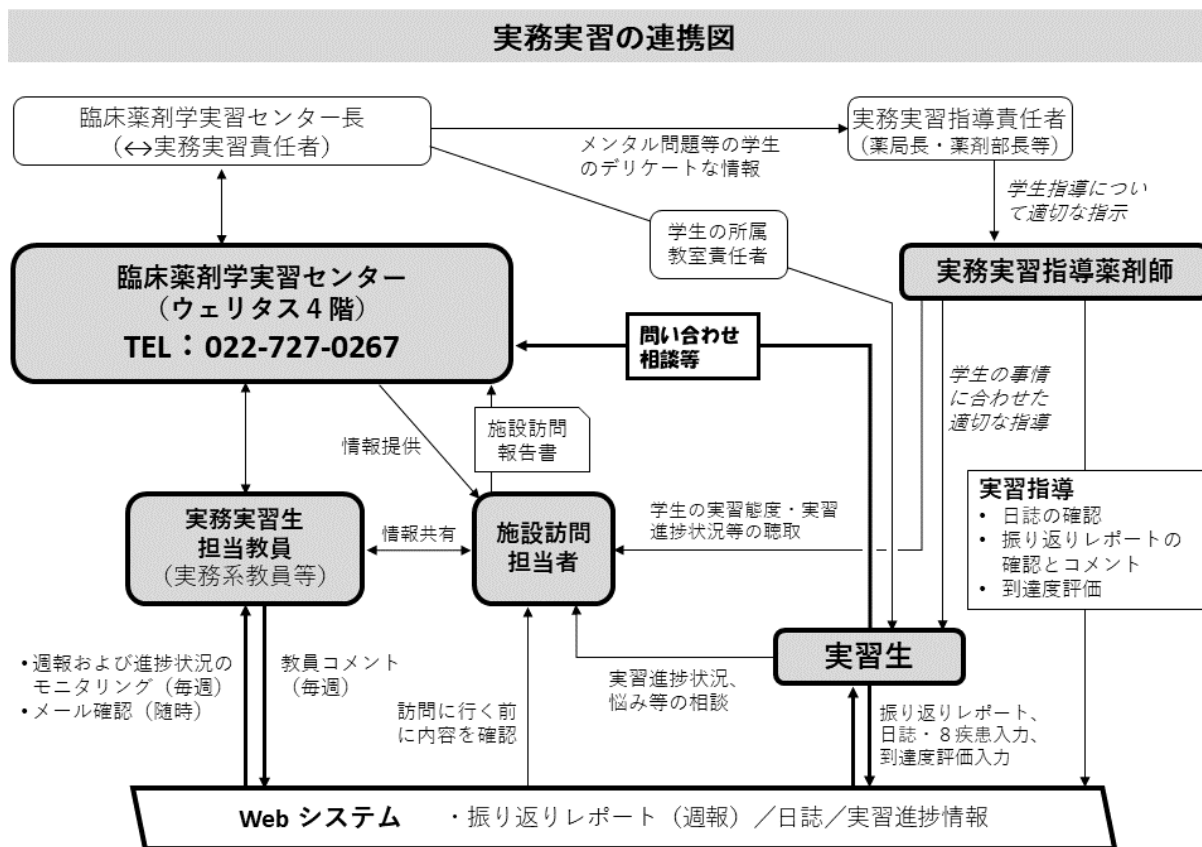 実務実習の連携図
臨床薬剤学実習センター長
（↔実務実習責任者）
メンタル問題等の学生
のデリケートな情報
実務実習指導責任者
（薬局長・薬剤部長等）
学生指導につい
て適切な指示
学生の所属
教室責任者
臨床薬剤学実習センター
（ウェリタス４階）
TEL：022-727-0267
実務実習指導薬剤師
問い合わせ
相談等
学生の事情
に合わせた
適切な指導
情報提供
施設訪問
報告書
実習指導
• 日誌の確認
• 振り返りレポートの
確認とコメント
• 到達度評価
実務実習生
担当教員
（実務系教員等）
情報共有
施設訪問
担当者
学生の実習態度・実習
進捗状況等の聴取
実習生
•週報および進捗状況の
モニタリング（毎週）
•メール確認（随時）
教員コメント
（毎週）
訪問に行く前
に内容を確認
実習進捗状況、
悩み等の相談
振り返りレポート、
日誌・８疾患入力、
到達度評価入力
Web システム ・振り返りレポート（週報）／日誌／実習進捗情報